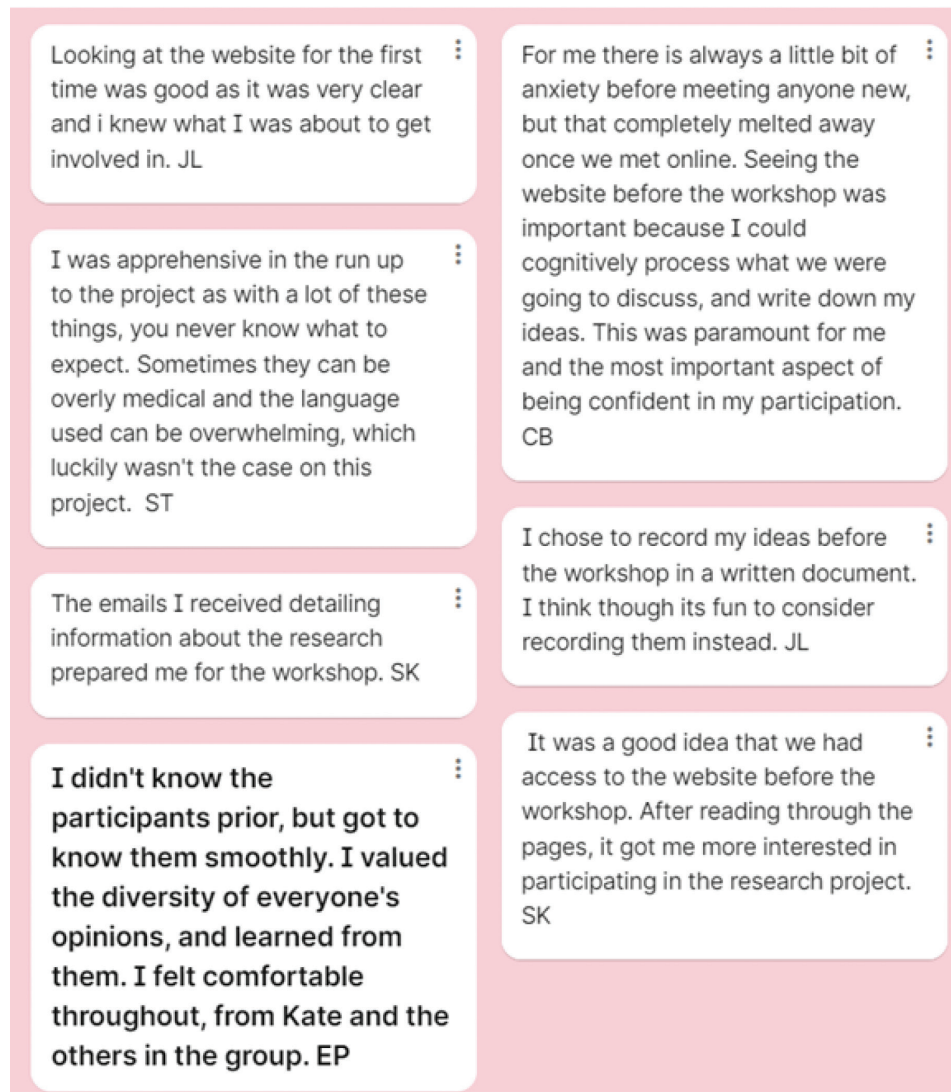 Looking at the website for the first
time was good as it was very clear
and i knew what I was about to get
involved in. JL
I was apprehensive in the run up
to the project as with a lot of these
things, you never know what to
expect. Sometimes they can be
overly medical and the language
used can be overwhelming, which
luckily wasn't the case on this
project.  ST
The emails I received detailing
information about the research
prepared me for the workshop. SK
I didn't know the
participants prior, but got to
know them smoothly. I valued
the diversity of everyone's
opinions, and learned from
them. I felt comfortable
throughout, from Kate and the
others in the group. EP
For me there is always a little bit of
anxiety before meeting anyone new,
but that completely melted away
once we met online. Seeing the
website before the workshop was
important because I could
cognitively process what we were
going to discuss, and write down my
ideas. This was paramount for me
and the most important aspect of
being confident in my participation.
CB
I chose to record my ideas before
the workshop in a written document.
I think though its fun to consider
recording them instead. JL
It was a good idea that we had
access to the website before the
workshop. After reading through the
pages, it got me more interested in
participating in the research project.
SK